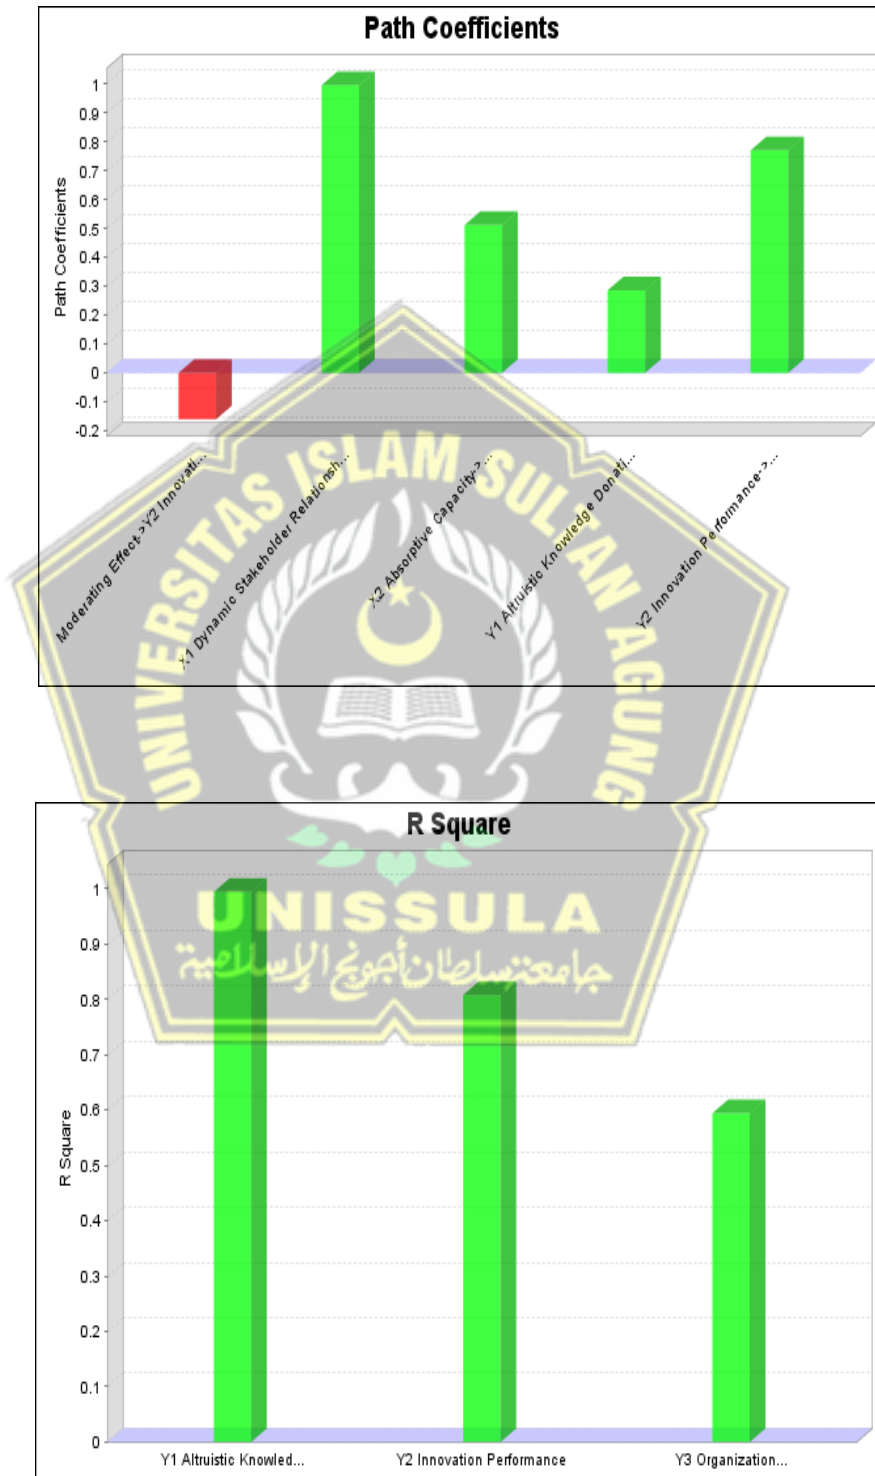 Path Coefficients
Path Coefficients
1
0.9
0.8
0.7
0.6
0.5
0.4
0.3
0.2
0.1
0
-0.1
-0.2
Moderating Effect->Y2 Innovati...
X1 Dynamic Stakeholder Relationsh...
X2 Absorptive Capacity->...
Y1 Altruistic Knowledge Donati...
Y2 Innovation Performance->...
UNIVERSITAS ISLAM SULTAN AGUNG
R Square
UNISSULA
جامعة سلطان أجونج الإسلامية
R Square
1
0.9
0.8
0.7
0.6
0.5
0.4
0.3
0.2
0.1
0
Y1 Altruistic Knowled...
Y2 Innovation Performance
Y3 Organization...